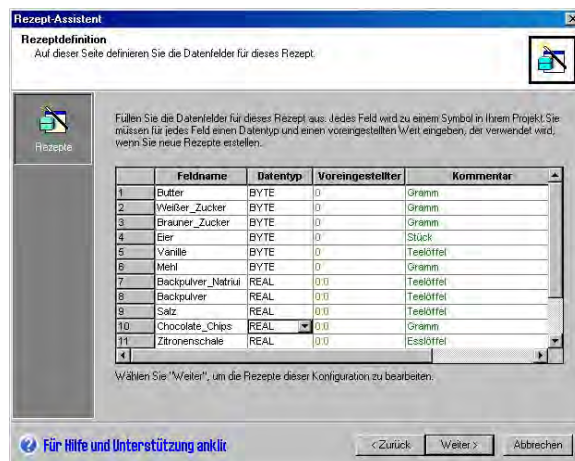 Rezept-Assistent
Rezeptdefinition
Auf dieser Seite definieren Sie die Datenfelder für dieses Rezept.
Rezepte
Füllen Sie die Datenfelder für dieses Rezept aus. Jedes Feld wird zu einem Symbol in Ihrem Projekt.Sie
müssen für jedes Feld einen Datentyp und einen voreingestellten Wert eingeben, der verwendet wird,
wenn Sie neue Rezepte erstellen.
Feldname Datentyp Voreingestellter Kommentar
1 Butter BYTE 0 Gramm
2 Weißer_Zucker BYTE 0 Gramm
3 Brauner_Zucker BYTE 0 Gramm
4 Eier BYTE 0 Stück
5 Vanille BYTE 0 Teelöffel
6 Mehl BYTE 0 Gramm
7 Backpulver_Natriui REAL 0.0 Teelöffel
8 Backpulver REAL 0.0 Teelöffel
9 Salz REAL 0.0 Teelöffel
10 Chocolate_Chips REAL 0.0 Gramm
11 Zitronenschale REAL 0.0 Esslöffel
Wählen Sie "Weiter", um die Rezepte dieser Konfiguration zu bearbeiten.
Für Hilfe und Unterstützung anklic
< Zurück Weiter > Abbrechen